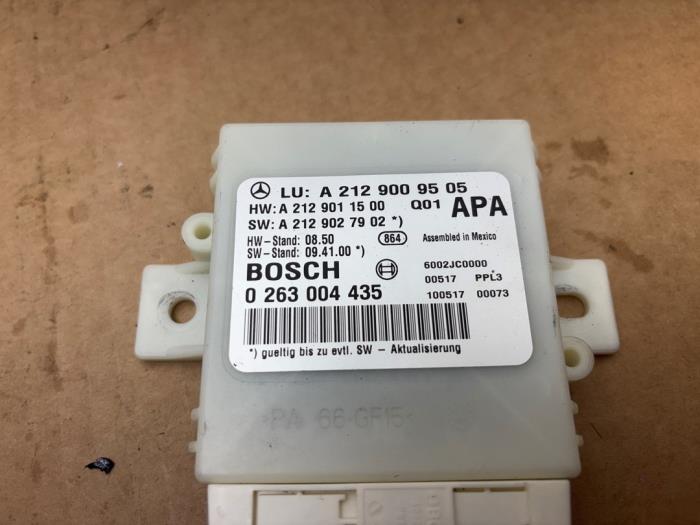 LU: A 212 900 95 05
HW: A 212 901 15 00 Q01 APA
SW: A 212 902 79 02 *)
HW-Stand: 08.50 864 Assembled in Mexico
SW-Stand: 09.41.00 *)
BOSCH 6002JC0000
00517 PPL3
0 263 004 435 100517 00073
*) gueltig bis zu evtl. SW - Aktualisierung
>PA 66-GF15<